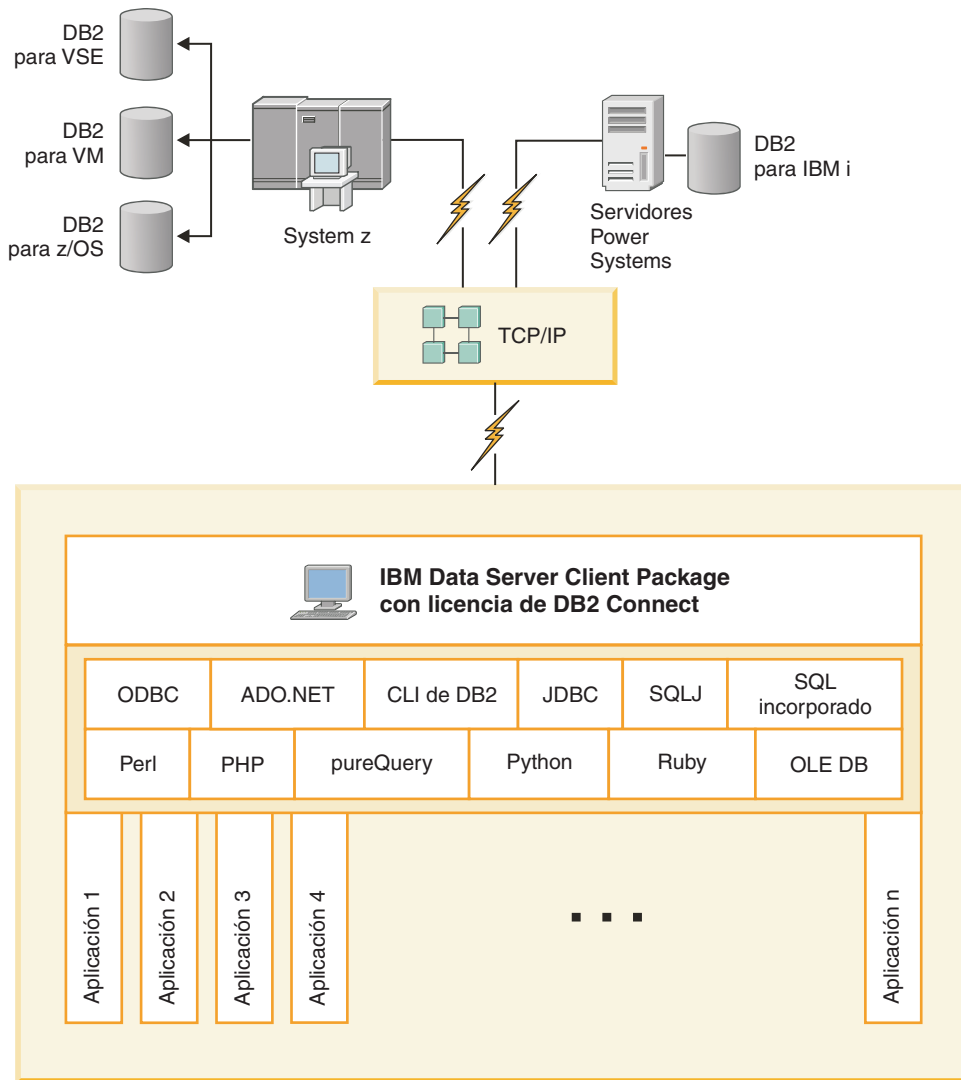 DB2
para VSE
DB2
para VM
DB2
para z/OS
System z
Servidores
Power
Systems
DB2
para IBM i
TCP/IP
IBM Data Server Client Package
con licencia de DB2 Connect
ODBC
ADO.NET
CLI de DB2
JDBC
SQLJ
SQL
incorporado
Perl
PHP
pureQuery
Python
Ruby
OLE DB
Aplicación 1
Aplicación 2
Aplicación 3
Aplicación 4
. . .
Aplicación n